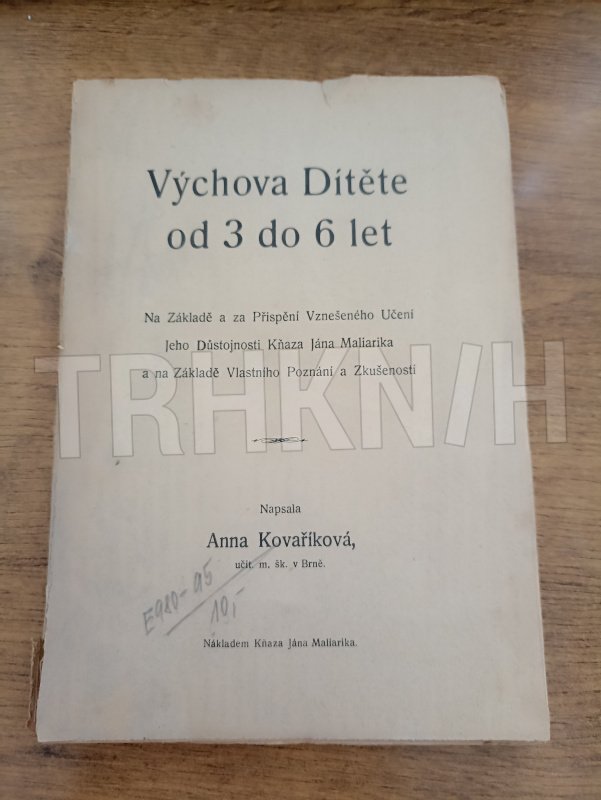 Výchova Dítěte
od 3 do 6 let
Na Základě a za Přispění Vznešeného Učení
Jeho Důstojnosti Kňaza Jána Maliarika
a na Základě Vlastního Poznání a Zkušenosti
TRHKNIH
Napsala
Anna Kovaříková,
učit. m. šk. v Brně.
E980-95
10,-
Nákladem Kňaza Jána Maliarika.